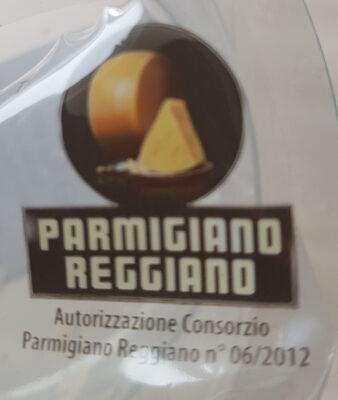 PARMIGIANO
REGGIANO
Autorizzazione Consorzio
Parmigiano Reggiano n° 06/2012